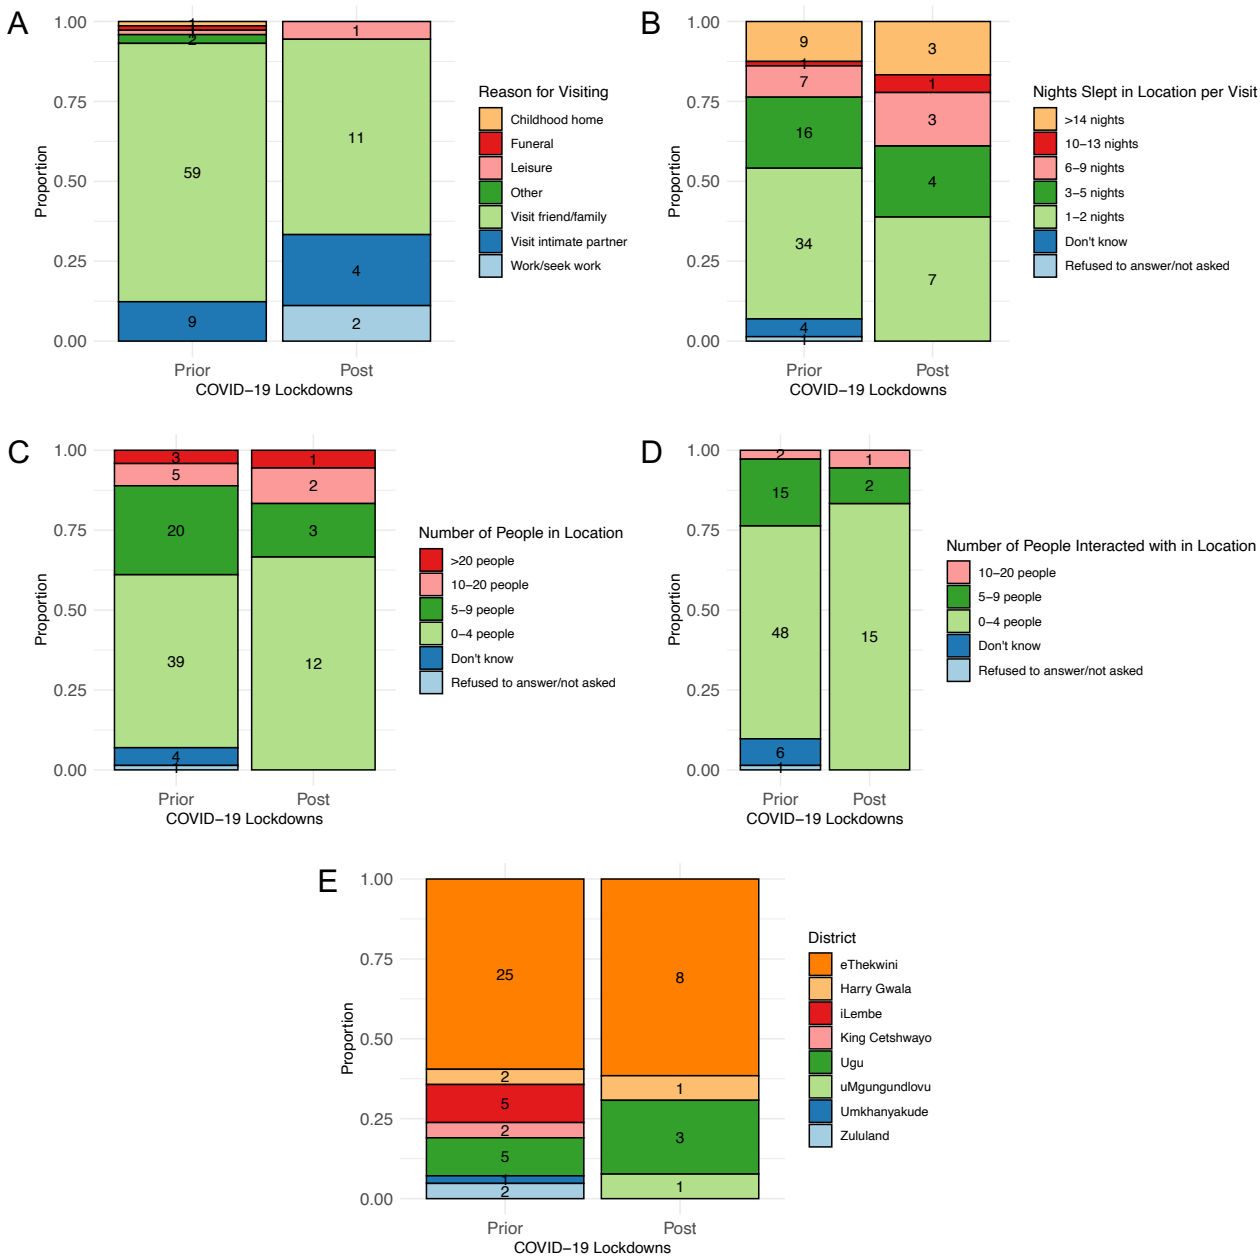 A
1.00
0.75
0.50
0.25
0.00
Proportion
1
1
1
2
59
9
1
11
4
2
Prior
Post
COVID−19 Lockdowns
Reason for Visiting
Childhood home
Funeral
Leisure
Other
Visit friend/family
Visit intimate partner
Work/seek work
B
1.00
0.75
0.50
0.25
0.00
Proportion
9
1
7
16
34
4
1
3
1
3
4
7
Prior
Post
COVID−19 Lockdowns
Nights Slept in Location per Visit
>14 nights
10−13 nights
6−9 nights
3−5 nights
1−2 nights
Don't know
Refused to answer/not asked
C
1.00
0.75
0.50
0.25
0.00
Proportion
3
5
20
39
4
1
1
2
3
12
Prior
Post
COVID−19 Lockdowns
Number of People in Location
>20 people
10−20 people
5−9 people
0−4 people
Don't know
Refused to answer/not asked
D
1.00
0.75
0.50
0.25
0.00
Proportion
2
15
48
6
1
1
2
15
Prior
Post
COVID−19 Lockdowns
Number of People Interacted with in Location
10−20 people
5−9 people
0−4 people
Don't know
Refused to answer/not asked
E
1.00
0.75
0.50
0.25
0.00
Proportion
25
2
5
2
5
1
2
8
1
3
1
Prior
Post
COVID−19 Lockdowns
District
eThekwini
Harry Gwala
iLembe
King Cetshwayo
Ugu
uMgungundlovu
Umkhanyakude
Zululand